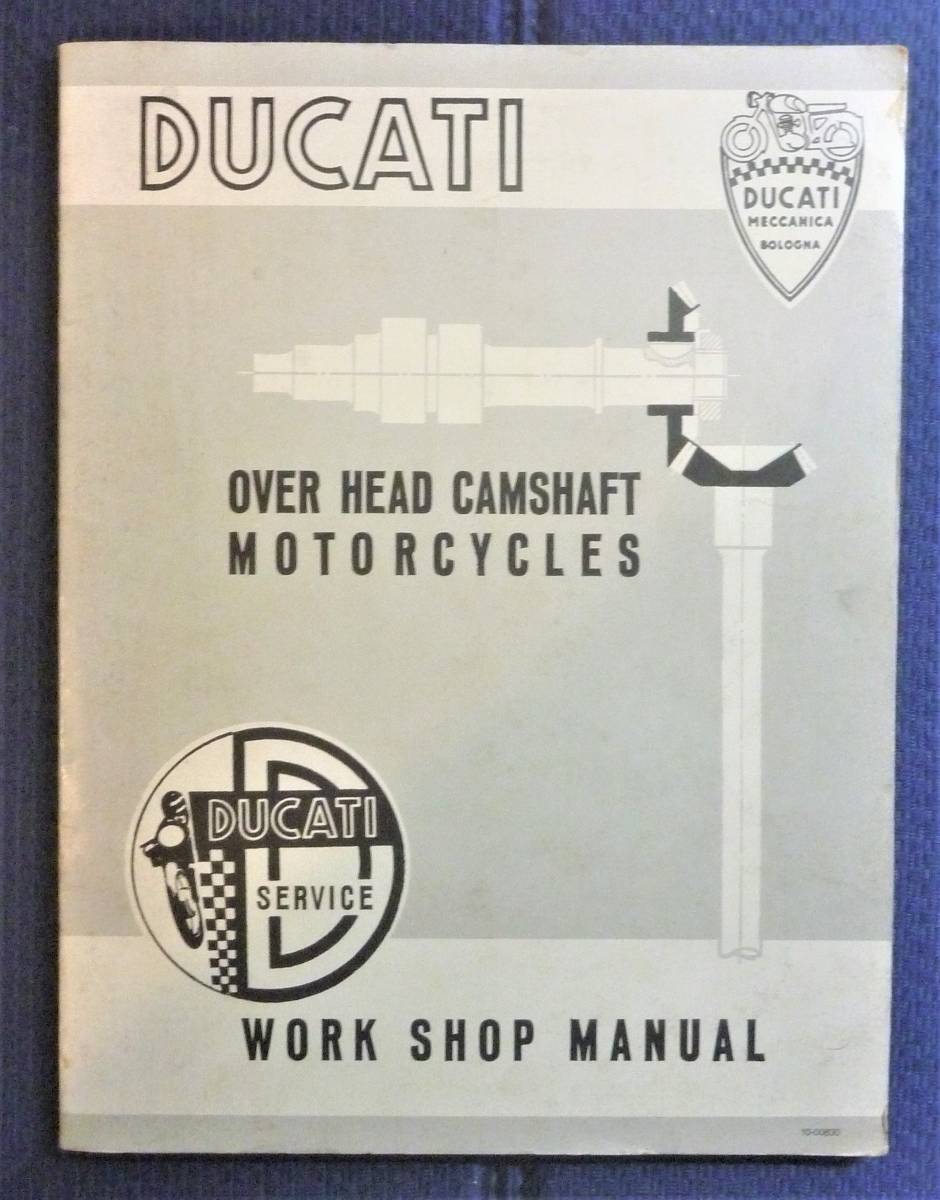 DUCATI
DUCATI
MECCANICA
BOLOGNA
OVER HEAD CAMSHAFT
MOTORCYCLES
DUCATI
SERVICE
WORK SHOP MANUAL